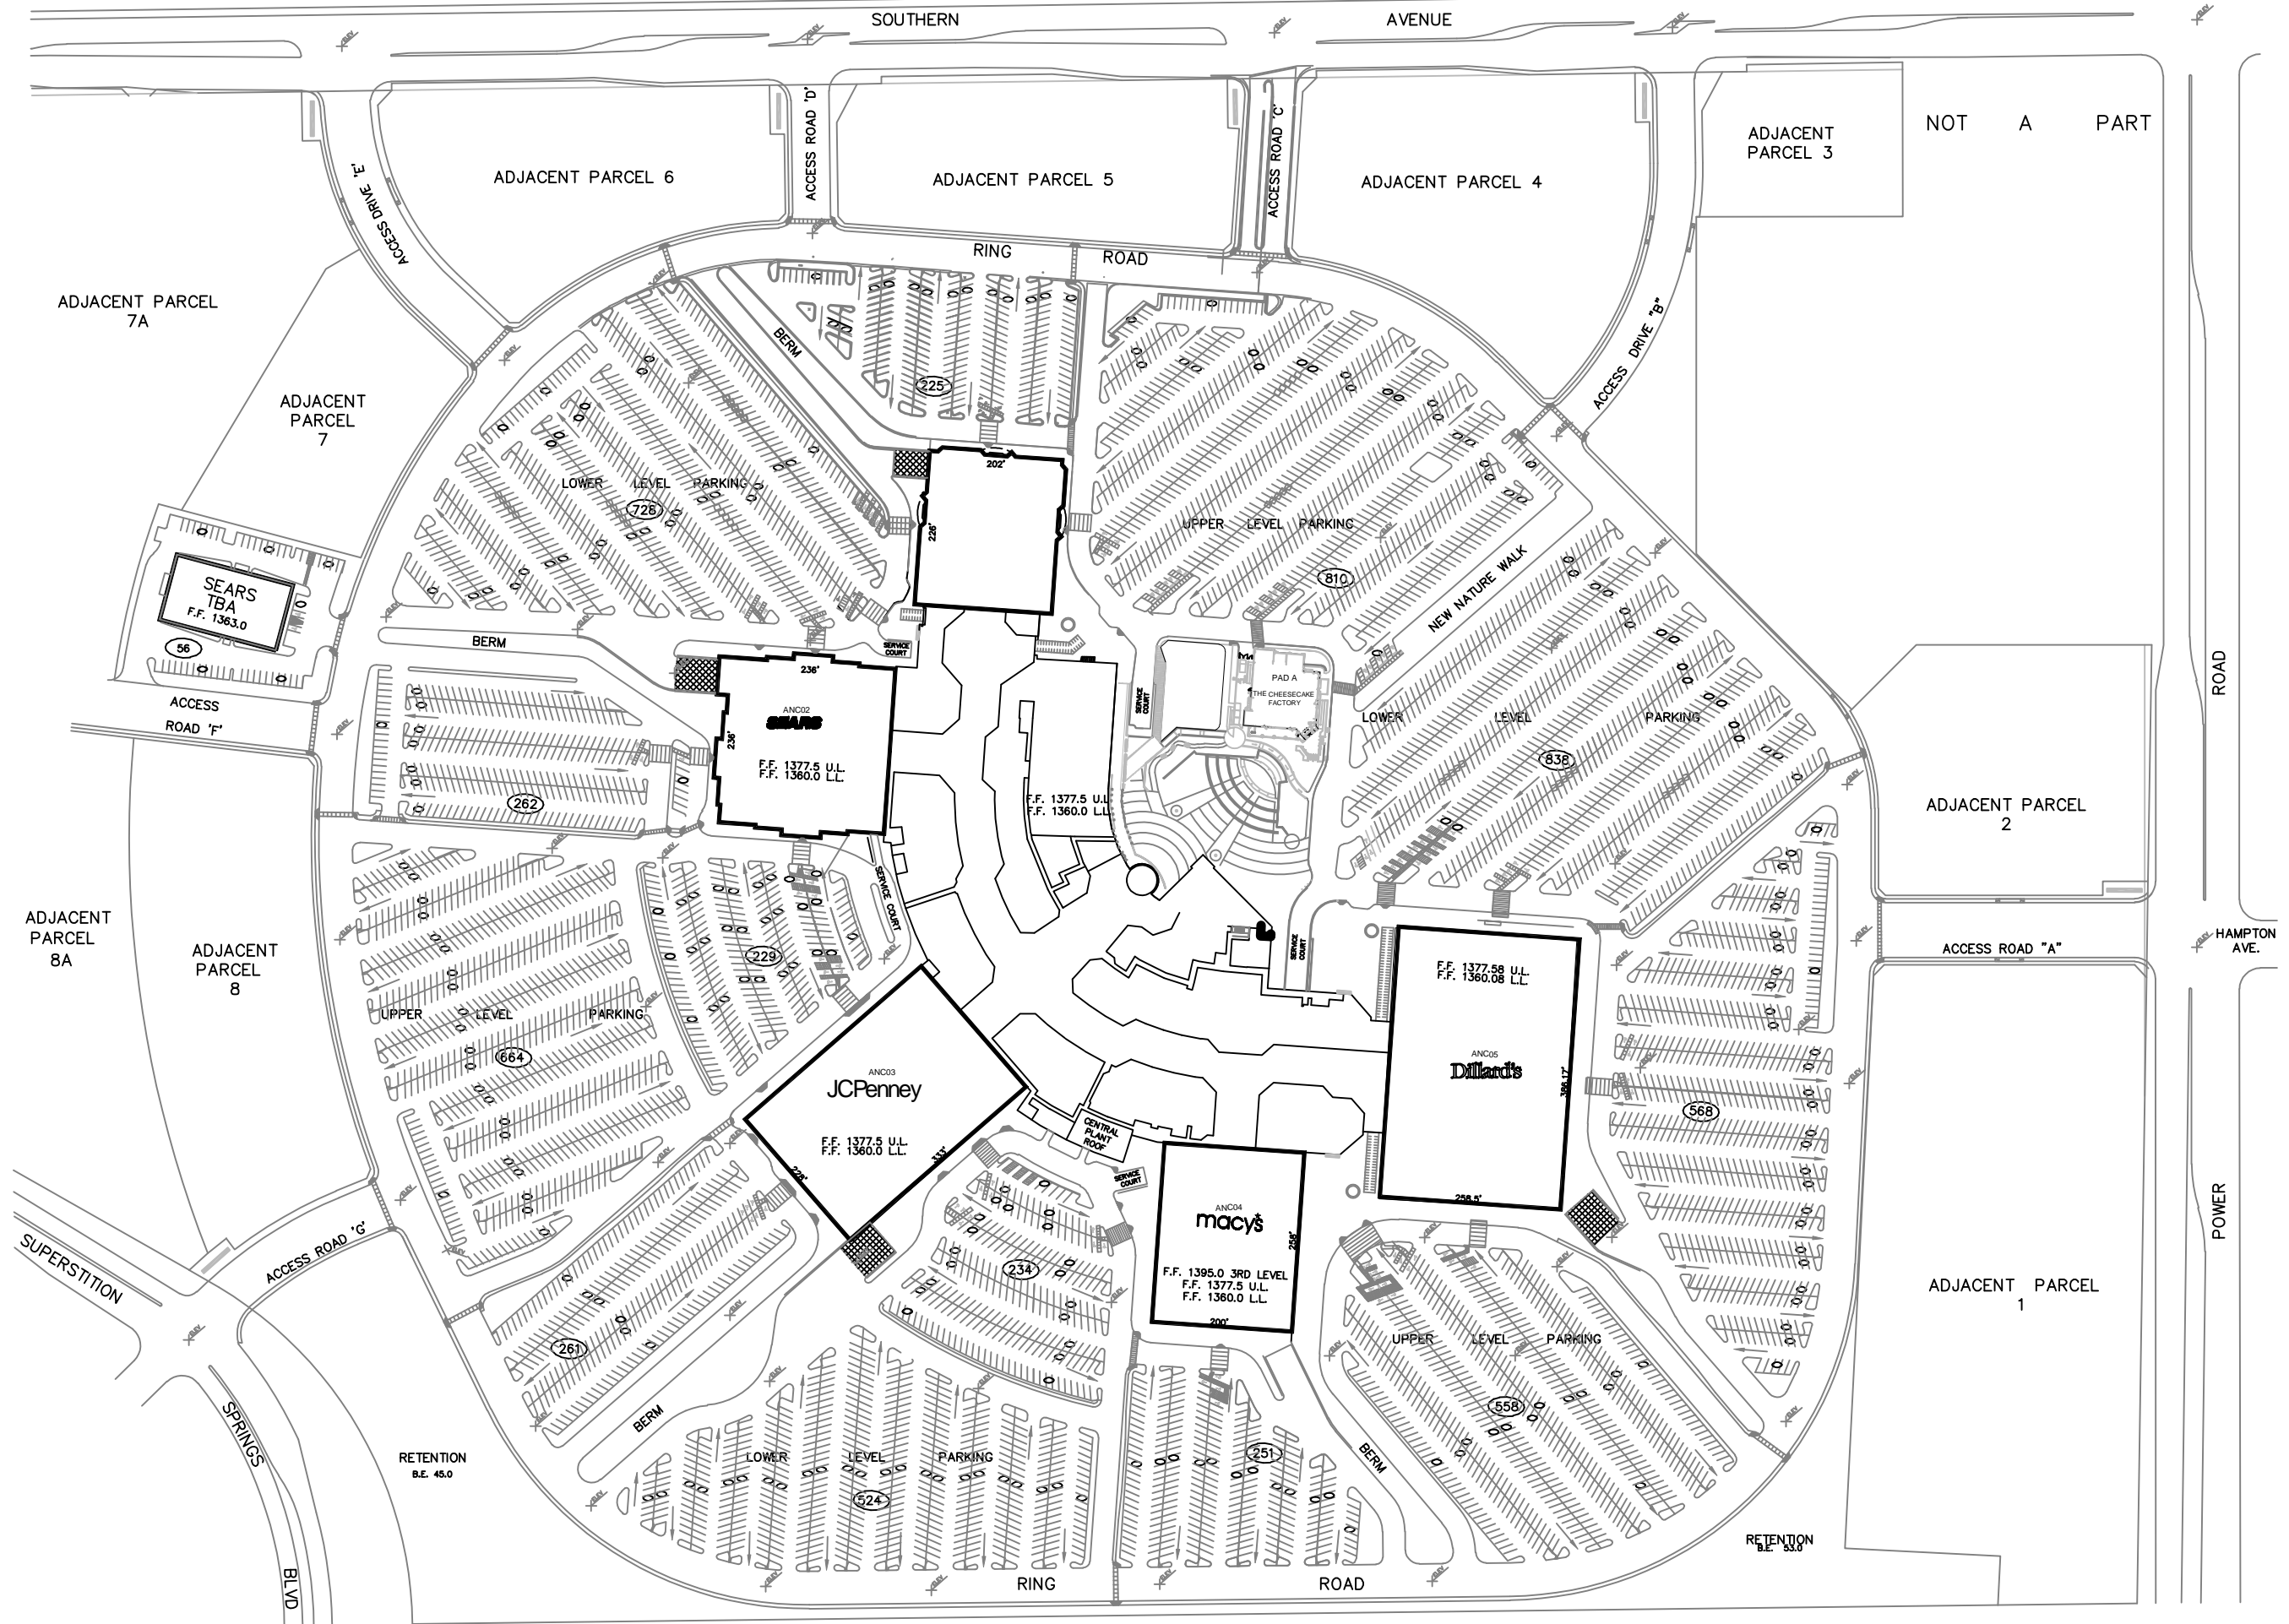 SOUTHERN AVENUE
NOT A PART
ADJACENT
PARCEL 3
ADJACENT PARCEL 6
ACCESS ROAD 'D'
ADJACENT PARCEL 5
ACCESS ROAD 'C'
ADJACENT PARCEL 4
ACCESS DRIVE 'E'
RING ROAD
ADJACENT PARCEL
7A
BERM
ACCESS DRIVE "B"
225
ADJACENT
PARCEL
7
202'
226'
LOWER LEVEL PARKING
728
UPPER LEVEL PARKING
810
NEW NATURE WALK
SEARS
TBA
F.F. 1363.0
56
BERM
SERVICE
COURT
236'
236'
ANC02
SEARS
F.F. 1377.5 U.L.
F.F. 1360.0 L.L.
SERVICE
COURT
PAD A
THE CHEESECAKE
FACTORY
LOWER LEVEL PARKING
838
ROAD
ACCESS
ROAD 'F'
262
F.F. 1377.5 U.L.
F.F. 1360.0 L.L.
ADJACENT PARCEL
2
SERVICE COURT
ADJACENT
PARCEL
8A
ADJACENT
PARCEL
8
229
SERVICE
COURT
F.F. 1377.58 U.L.
F.F. 1360.08 L.L.
ACCESS ROAD "A"
HAMPTON
AVE.
UPPER LEVEL PARKING
664
ANC03
JCPenney
F.F. 1377.5 U.L.
F.F. 1360.0 L.L.
228'
333'
ANC05
Dillard's
386.17'
258.5'
568
CENTRAL
PLANT
ROOF
SERVICE
COURT
ANC04
macy's
258'
F.F. 1395.0 3RD LEVEL
F.F. 1377.5 U.L.
F.F. 1360.0 L.L.
200'
POWER
SUPERSTITION
ACCESS ROAD 'G'
234
ADJACENT PARCEL
1
261
UPPER LEVEL PARKING
558
SPRINGS
BERM
RETENTION
B.E. 45.0
LOWER LEVEL PARKING
524
251
BERM
RETENTION
B.E. 53.0
BLVD
RING ROAD